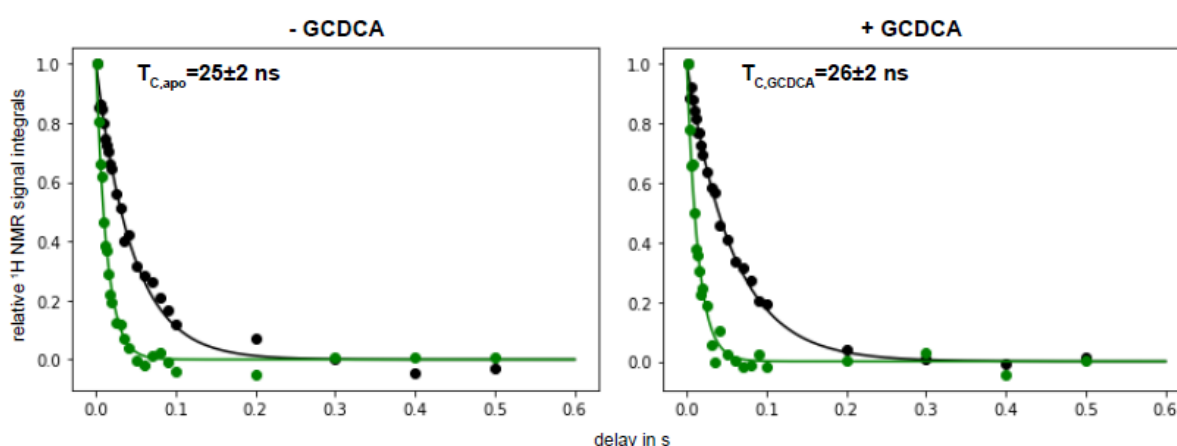 - GCDCA
+ GCDCA
relative ¹H NMR signal integrals
1.0
0.8
0.6
0.4
0.2
0.0
T_C,apo=25±2 ns
0.0 0.1 0.2 0.3 0.4 0.5 0.6
1.0
0.8
0.6
0.4
0.2
0.0
T_C,GCDCA=26±2 ns
0.0 0.1 0.2 0.3 0.4 0.5 0.6
delay in s